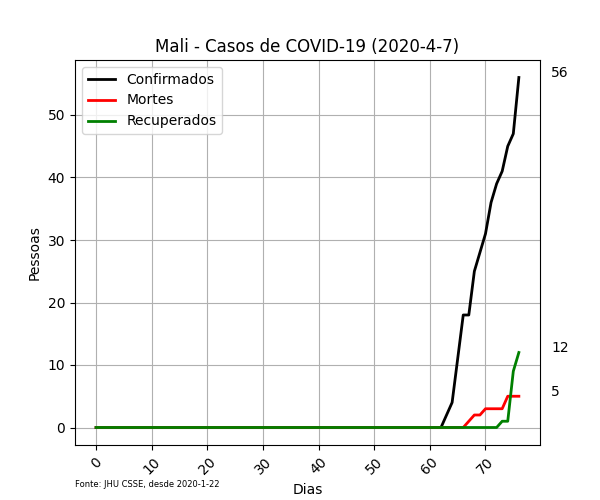 Mali - Casos de COVID-19 (2020-4-7)
Confirmados
Mortes
Recuperados
56
12
5
Pessoas
50
40
30
20
10
0
0 10 20 30 40 50 60 70
Dias
Fonte: JHU CSSE, desde 2020-1-22